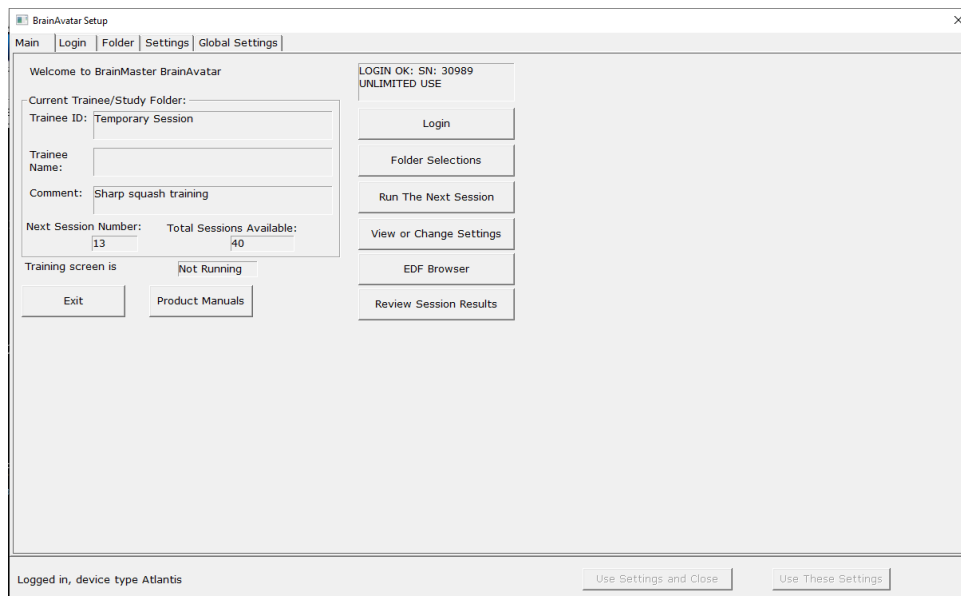 BrainAvatar Setup
Main Login Folder Settings Global Settings
Welcome to BrainMaster BrainAvatar
LOGIN OK: SN: 30989
UNLIMITED USE
Current Trainee/Study Folder:
Trainee ID: Temporary Session
Trainee
Name:
Comment: Sharp squash training
Next Session Number: Total Sessions Available:
13 40
Training screen is Not Running
Exit Product Manuals
Login
Folder Selections
Run The Next Session
View or Change Settings
EDF Browser
Review Session Results
Logged in, device type Atlantis
Use Settings and Close Use These Settings